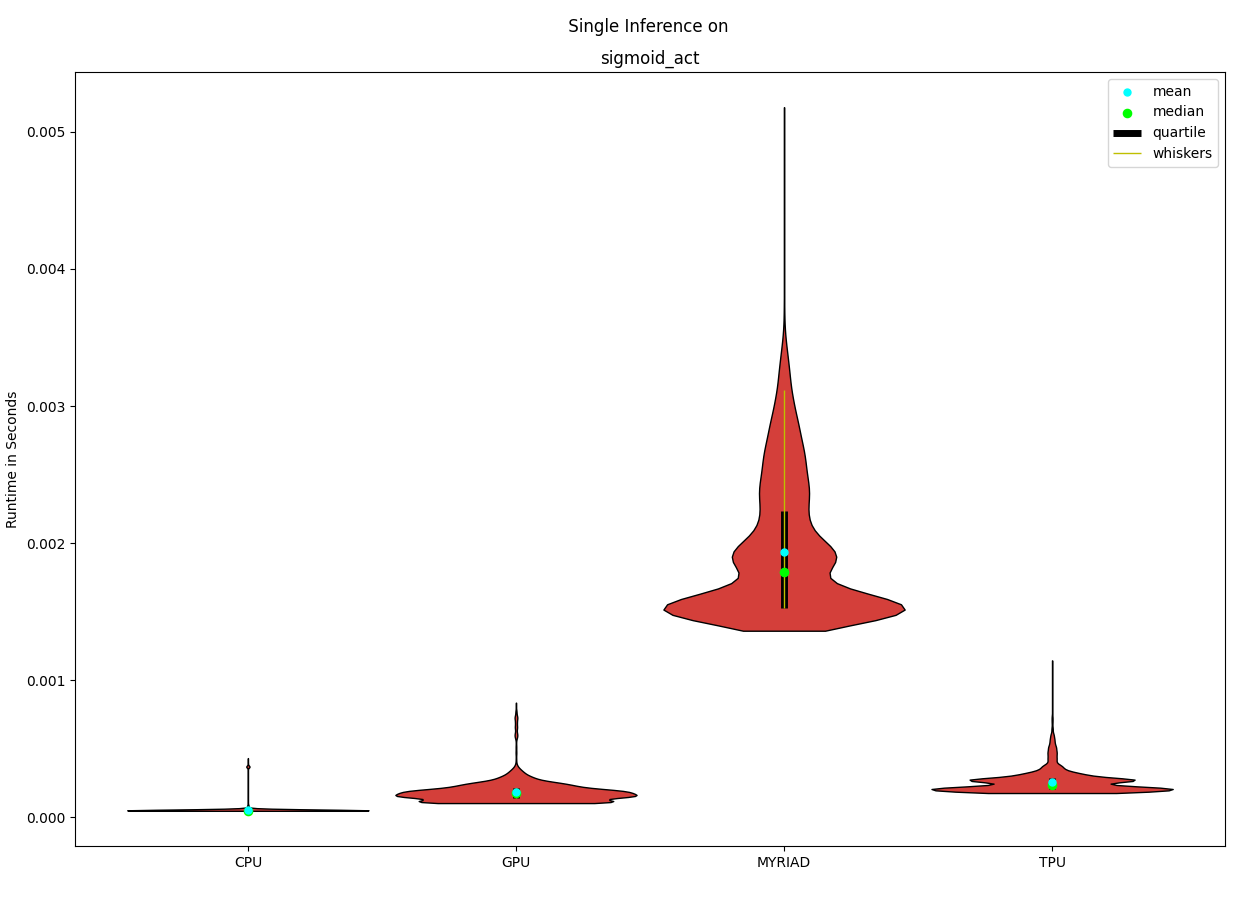 Single Inference on
sigmoid_act
mean
median
quartile
whiskers
Runtime in Seconds
0.005
0.004
0.003
0.002
0.001
0.000
CPU
GPU
MYRIAD
TPU